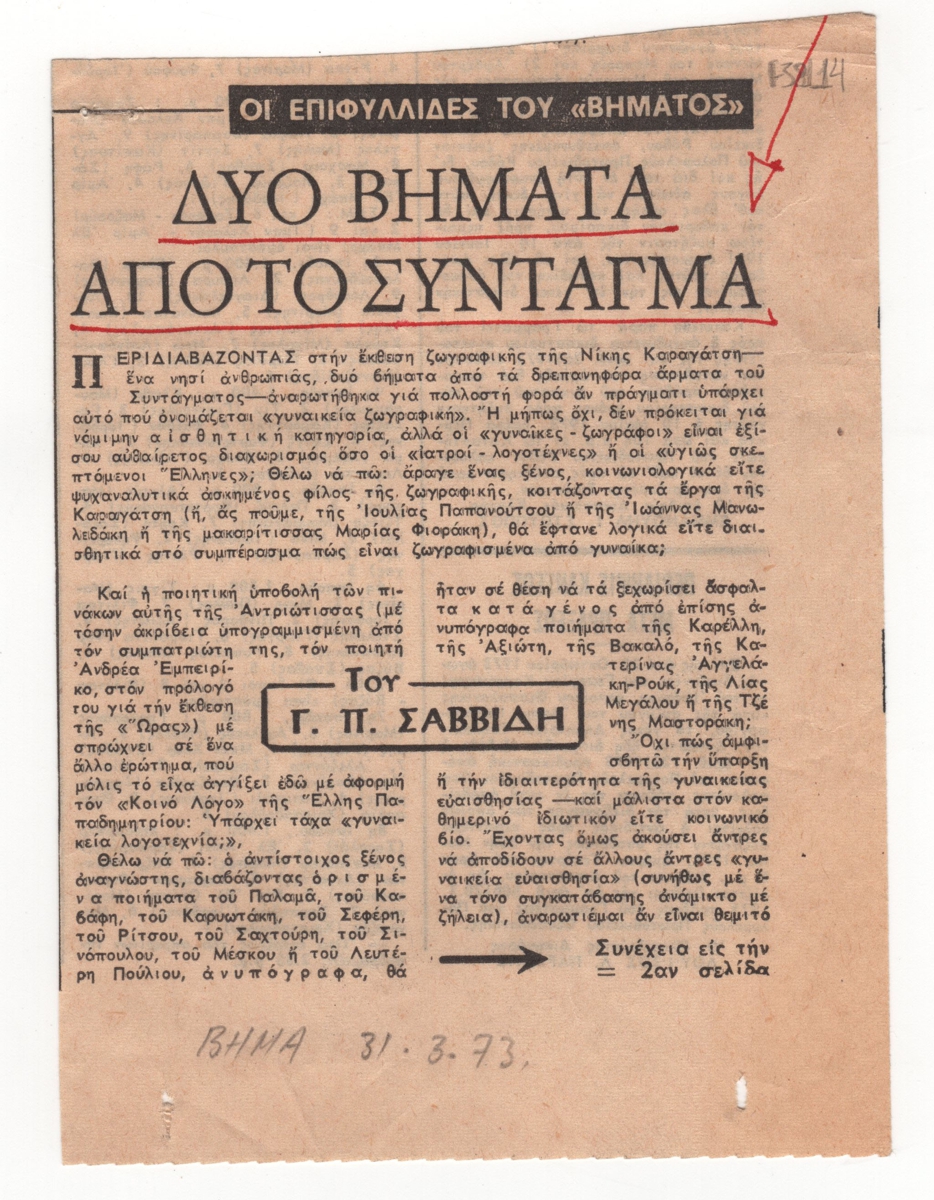 1-3821.14
ΟΙ ΕΠΙΦΥΛΛΙΔΕΣ ΤΟΥ «ΒΗΜΑΤΟΣ»
ΔΥΟ ΒΗΜΑΤΑ
ΑΠΟ ΤΟ ΣΥΝΤΑΓΜΑ
ΠΕΡΙΔΙΑΒΑΖΟΝΤΑΣ στήν ἔκθεση ζωγραφικῆς τῆς Νίκης Καραγάτση—
ἕνα νησί ἀνθρωπιᾶς, δυό βήματα ἀπό τά δρεπανηφόρα ἅρματα τοῦ
Συντάγματος—ἀναρωτήθηκα γιά πολλοστή φορά ἄν πράγματι ὑπάρχει
αὐτό πού ὀνομάζεται «γυναικεία ζωγραφική». Ἤ μήπως ὄχι, δέν πρόκειται γιά
νόμιμην αἰσθητική κατηγορία, ἀλλά οἱ «γυναῖκες - ζωγράφοι» εἶναι ἐξί-
σου αὐθαίρετος διαχωρισμός ὅσο οἱ «ἰατροί - λογοτέχνες» ἤ οἱ «ὑγιῶς σκε-
πτόμενοι Ἕλληνες»; Θέλω νά πῶ: ἄραγε ἕνας ξένος, κοινωνιολογικά εἴτε
ψυχαναλυτικά ἀσκημένος φίλος τῆς ζωγραφικῆς, κοιτάζοντας τά ἔργα τῆς
Καραγάτση (ἤ, ἄς ποῦμε, τῆς Ἰουλίας Παπανούτσου ἤ τῆς Ἰωάννας Μανω-
λεδάκη ἤ τῆς μακαρίτισσας Μαρίας Φιοράκη), θά ἔφτανε λογικά εἴτε διαι-
σθητικά στό συμπέρασμα πώς εἶναι ζωγραφισμένα ἀπό γυναίκα;
Καί ἡ ποιητική ὑποβολή τῶν πι-
νάκων αὐτῆς τῆς Ἀντριώτισσας (μέ
τόσην ἀκρίβεια ὑπογραμμισμένη ἀπό
τόν συμπατριώτη της, τόν ποιητή
Ἀνδρέα Ἐμπειρί-
κο, στόν πρόλογό
του γιά τήν ἔκθεση
τῆς «Ὥρας») μέ
σπρώχνει σέ ἕνα
ἄλλο ἐρώτημα, πού
μόλις τό εἶχα ἀγγίξει ἐδῶ μέ ἀφορμή
τόν «Κοινό Λόγο» τῆς Ἕλλης Πα-
παδημητρίου: Ὑπάρχει τάχα «γυναι-
κεία λογοτεχνία;»,
Θέλω νά πῶ: ὁ ἀντίστοιχος ξένος
ἀναγνώστης, διαβάζοντας ὁρισμέ-
να ποιήματα τοῦ Παλαμᾶ, τοῦ Κα-
βάφη, τοῦ Καρυωτάκη, τοῦ Σεφέρη,
τοῦ Ρίτσου, τοῦ Σαχτούρη, τοῦ Σι-
νόπουλου, τοῦ Μέσκου ἤ τοῦ Λευτέ-
ρη Πούλιου, ἀνυπόγραφα, θά
Του
Γ. Π. ΣΑΒΒΙΔΗ
ἦταν σέ θέση νά τά ξεχωρίσει ἄσφαλ-
τα κατά γένος ἀπό ἐπίσης ἀ-
νυπόγραφα ποιήματα τῆς Καρέλλη,
τῆς Ἀξιώτη, τῆς Βακαλό, τῆς Κα-
τερίνας Ἀγγελά-
κη-Ρούκ, τῆς Λίας
Μεγάλου ἤ τῆς Τζέ
νης Μαστοράκη;
Ὄχι πώς ἀμφι-
σβητῶ τήν ὕπαρξη
ἤ τήν ἰδιαιτερότητα τῆς γυναικείας
εὐαισθησίας —καί μάλιστα στόν κα-
θημερινό ἰδιωτικόν εἴτε κοινωνικό
βίο. Ἔχοντας ὅμως ἀκούσει ἄντρες
νά ἀποδίδουν σέ ἄλλους ἄντρες «γυ-
ναικεία εὐαισθησία» (συνήθως μέ ἕ-
να τόνο συγκατάβασης ἀνάμικτο μέ
ζήλεια), ἀναρωτιέμαι ἄν εἶναι θεμιτό
Συνέχεια εἰς τήν
= 2αν σελίδα
ΒΗΜΑ 31.3.73.